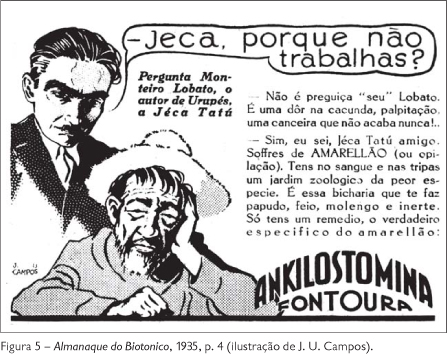 —Jeca, porque não
trabalhas?
Pergunta Mon-
teiro Lobato, o
autor de Urupés,
a Jéca Tatú
— Não é preguiça "seu" Lobato.
É uma dôr na cacunda, palpitação,
uma canceira que não acaba nunca!..
— Sim, eu sei, Jéca Tatú amigo.
Soffres de AMARELLÃO (ou opi-
lação). Tens no sangue e nas tripas
um jardim zoologico da peor es-
pecie. É essa bicharia que te faz
papudo, feio, molengo e inerte.
Só tens um remedio, o verdadeiro
especifico do amarellão:
ANKILOSTOMINA
FONTOURA
J. U.
CAMPOS
Figura 5 – Almanaque do Biotonico, 1935, p. 4 (ilustração de J. U. Campos).